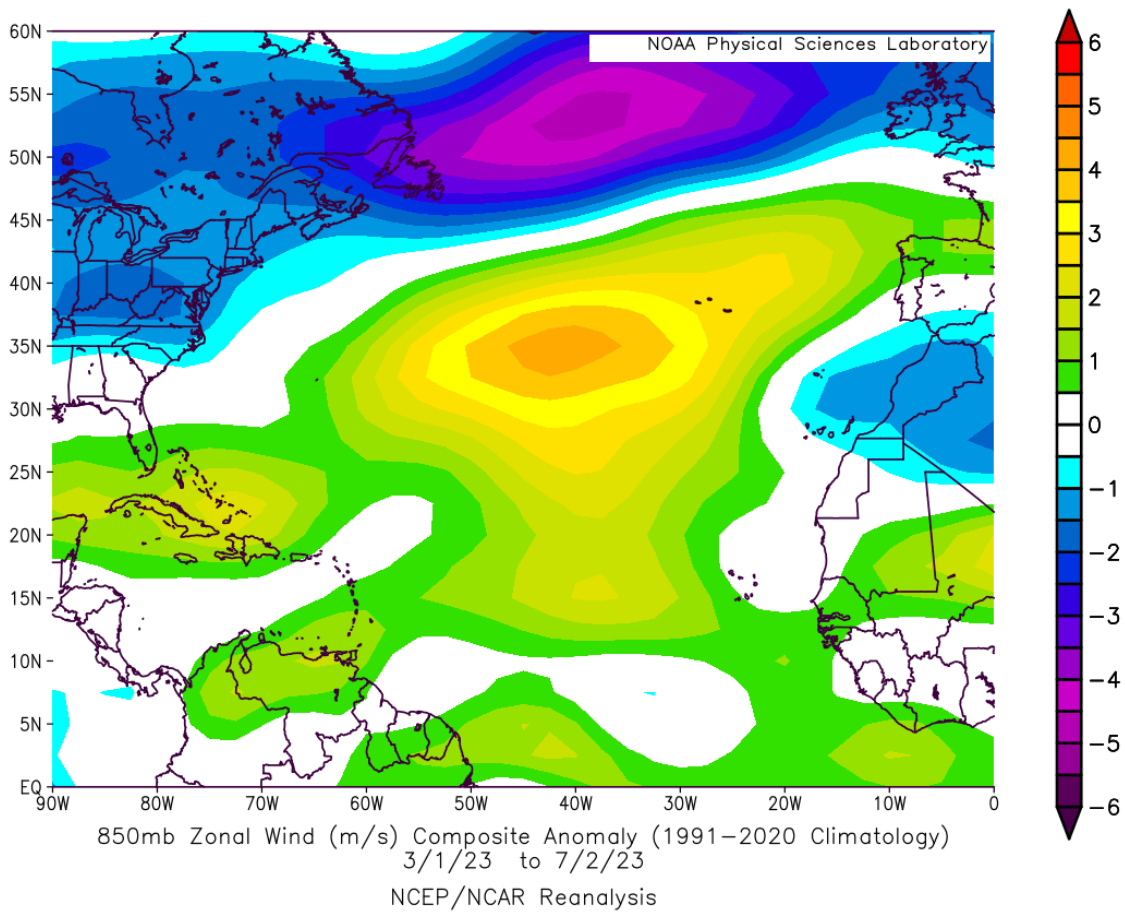 NOAA Physical Sciences Laboratory
60N
55N
50N
45N
40N
35N
30N
25N
20N
15N
10N
5N
EQ
90W 80W 70W 60W 50W 40W 30W 20W 10W 0
6
5
4
3
2
1
0
−1
−2
−3
−4
−5
−6
850mb Zonal Wind (m/s) Composite Anomaly (1991−2020 Climatology)
3/1/23 to 7/2/23
NCEP/NCAR Reanalysis